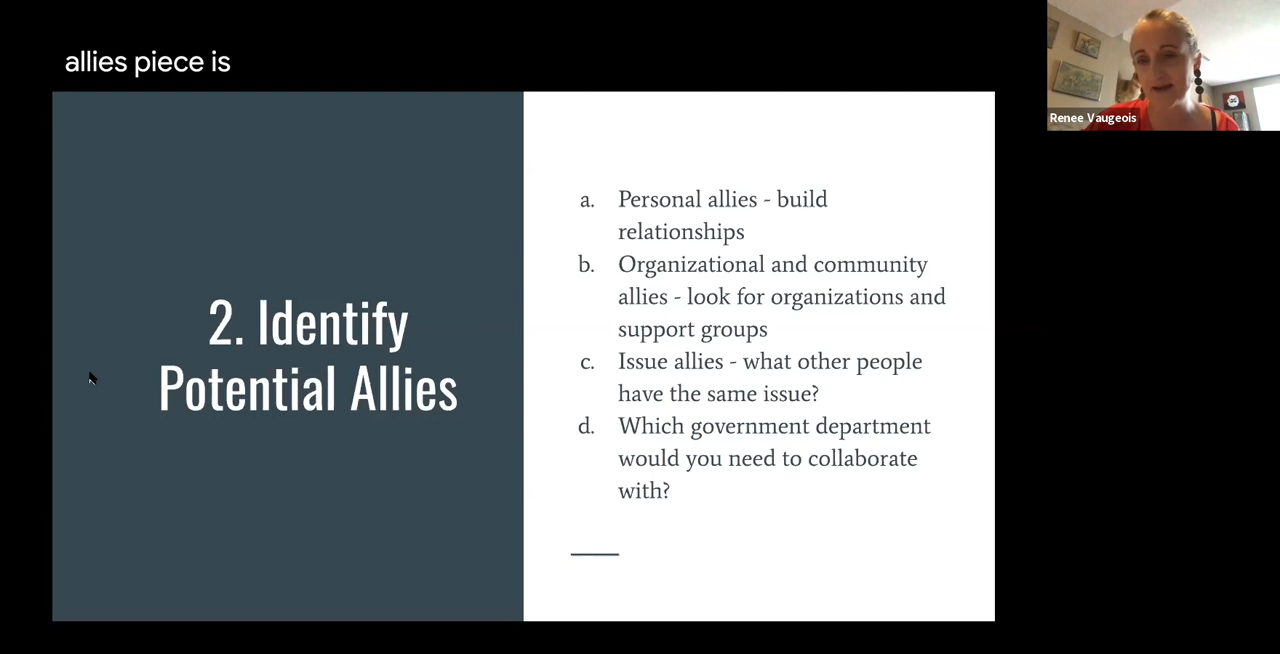 allies piece is
Renee Vaugeois
2. Identify
Potential Allies
a. Personal allies - build
relationships
b. Organizational and community
allies - look for organizations and
support groups
c. Issue allies - what other people
have the same issue?
d. Which government department
would you need to collaborate
with?